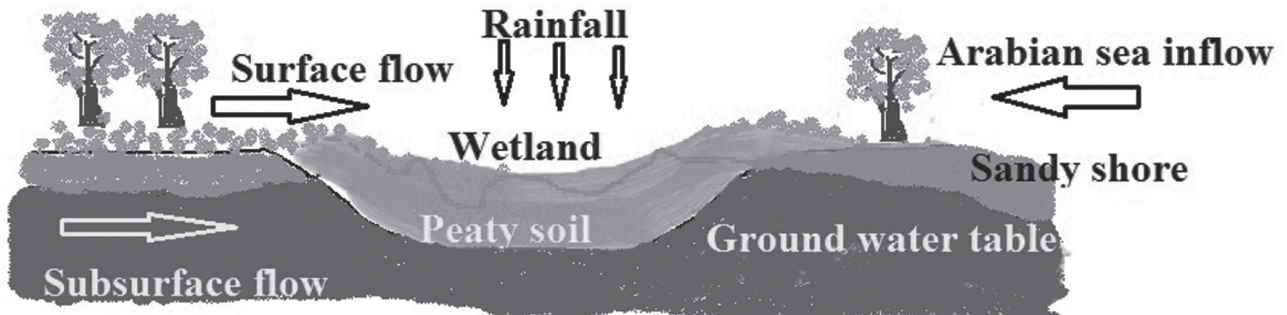 Rainfall
Surface flow
Arabian sea inflow
Wetland
Sandy shore
Peaty soil
Ground water table
Subsurface flow